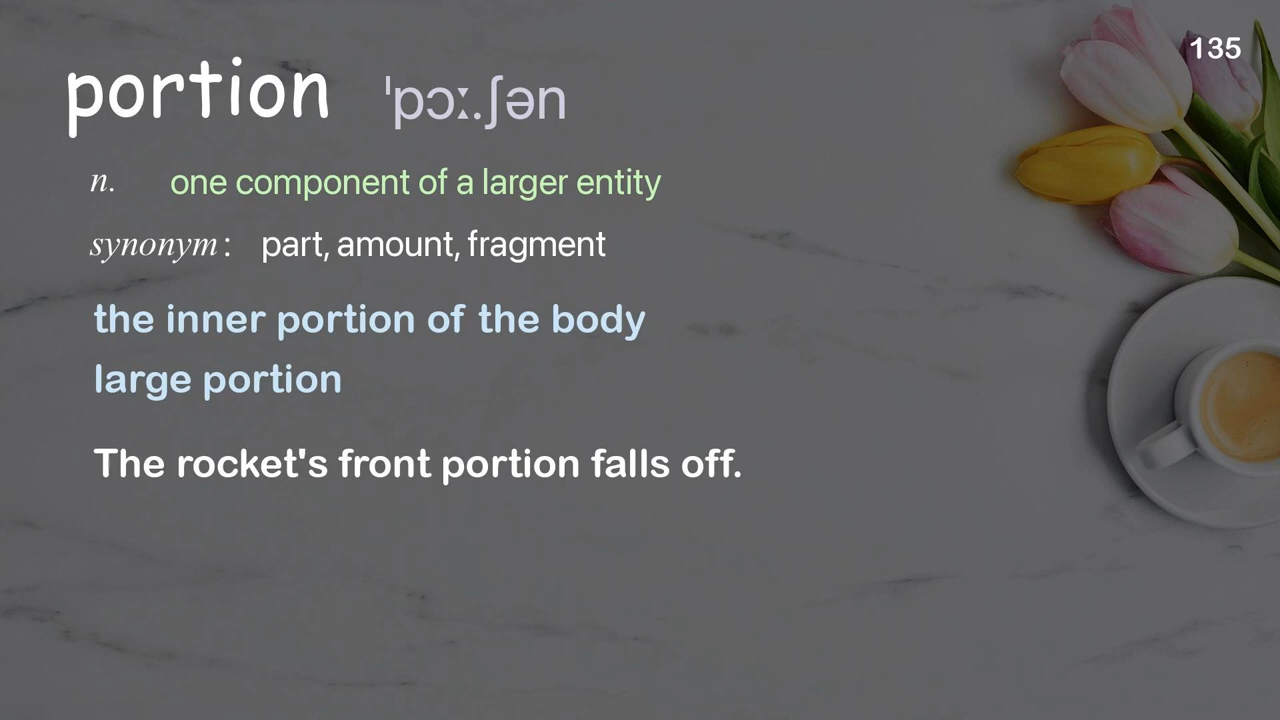 135
portion ˈpɔː.ʃən
n. one component of a larger entity
synonym: part, amount, fragment
the inner portion of the body
large portion
The rocket's front portion falls off.